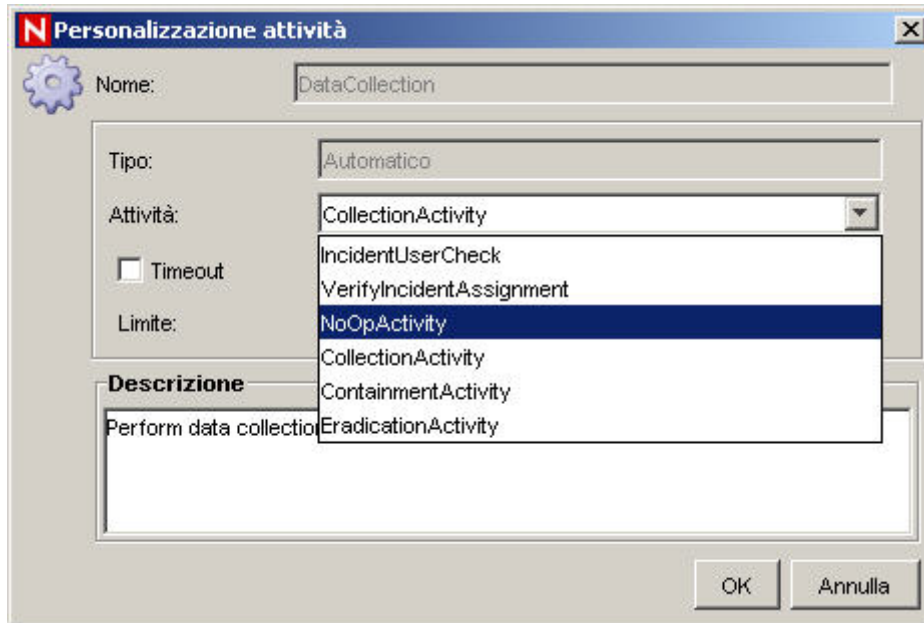 N Personalizzazione attività
Nome: DataCollection
Tipo: Automatico
Attività: CollectionActivity
IncidentUserCheck
Timeout
VerifyIncidentAssignment
Limite: NoOpActivity
CollectionActivity
ContainmentActivity
EradicationActivity
Descrizione
Perform data collection
OK Annulla